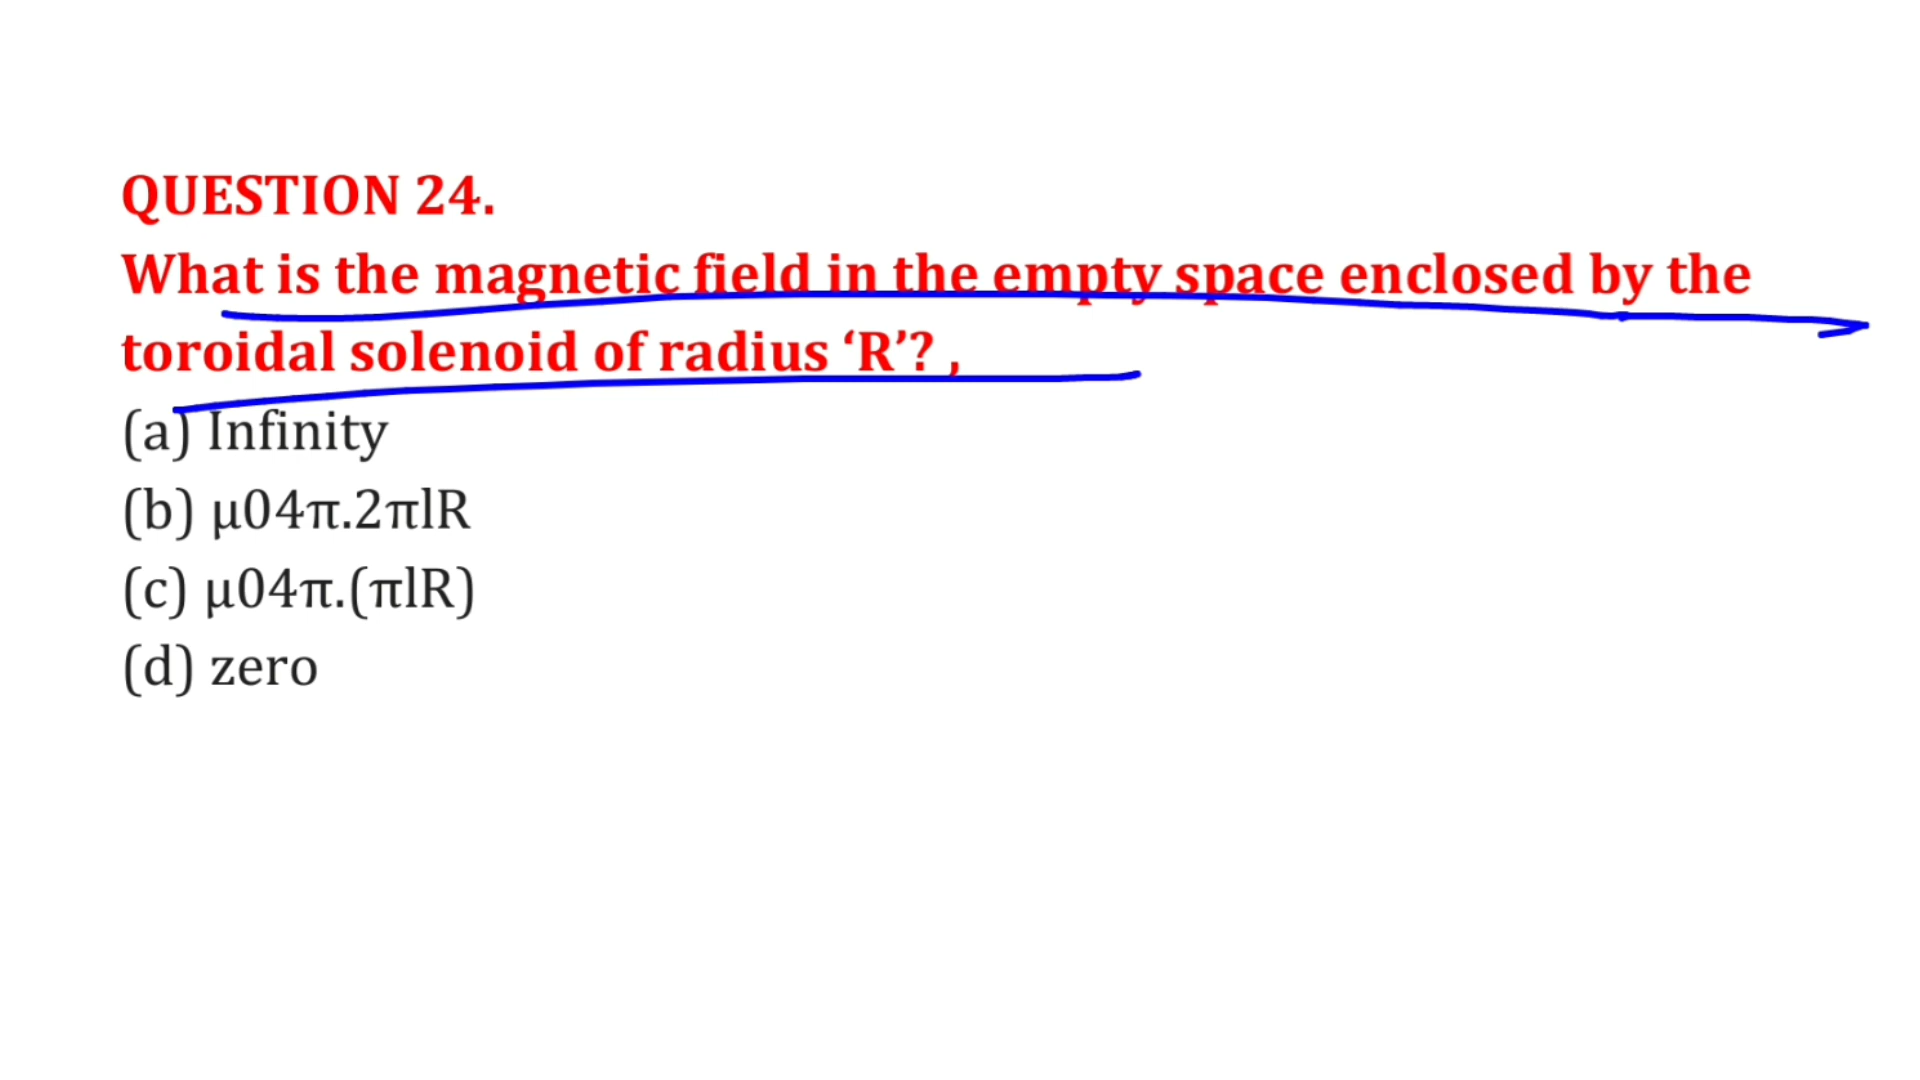 QUESTION 24.
What is the magnetic field in the empty space enclosed by the
toroidal solenoid of radius ‘R’? ,
(a) Infinity
(b) μ04π.2πlR
(c) μ04π.(πlR)
(d) zero